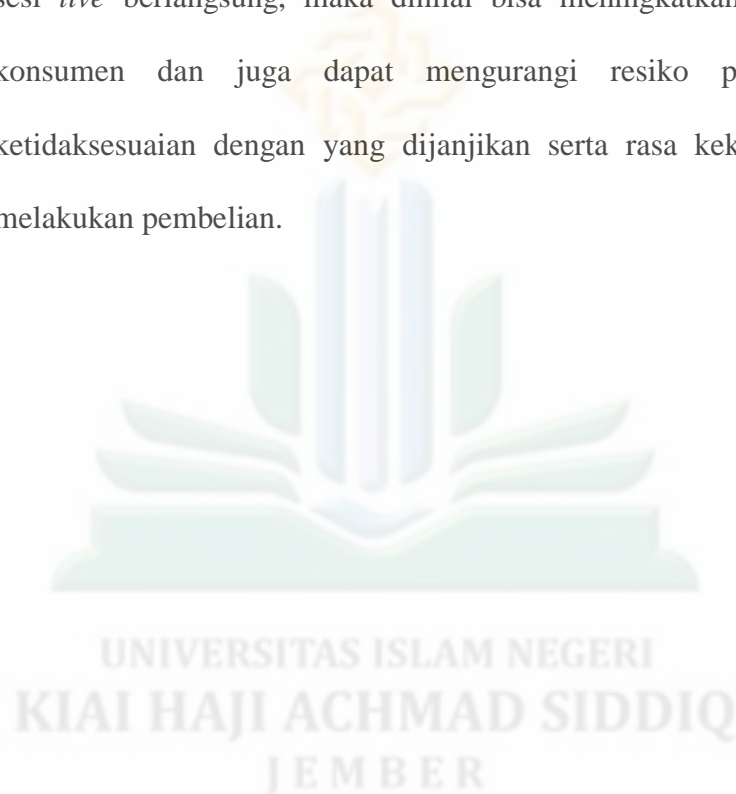 sesi live berlangsung, maka dinilai bisa meningkatkan
konsumen dan juga dapat mengurangi resiko p
ketidaksesuaian dengan yang dijanjikan serta rasa kek
melakukan pembelian.
UNIVERSITAS ISLAM NEGERI
KIAI HAJI ACHMAD SIDDIQ
JEMBER